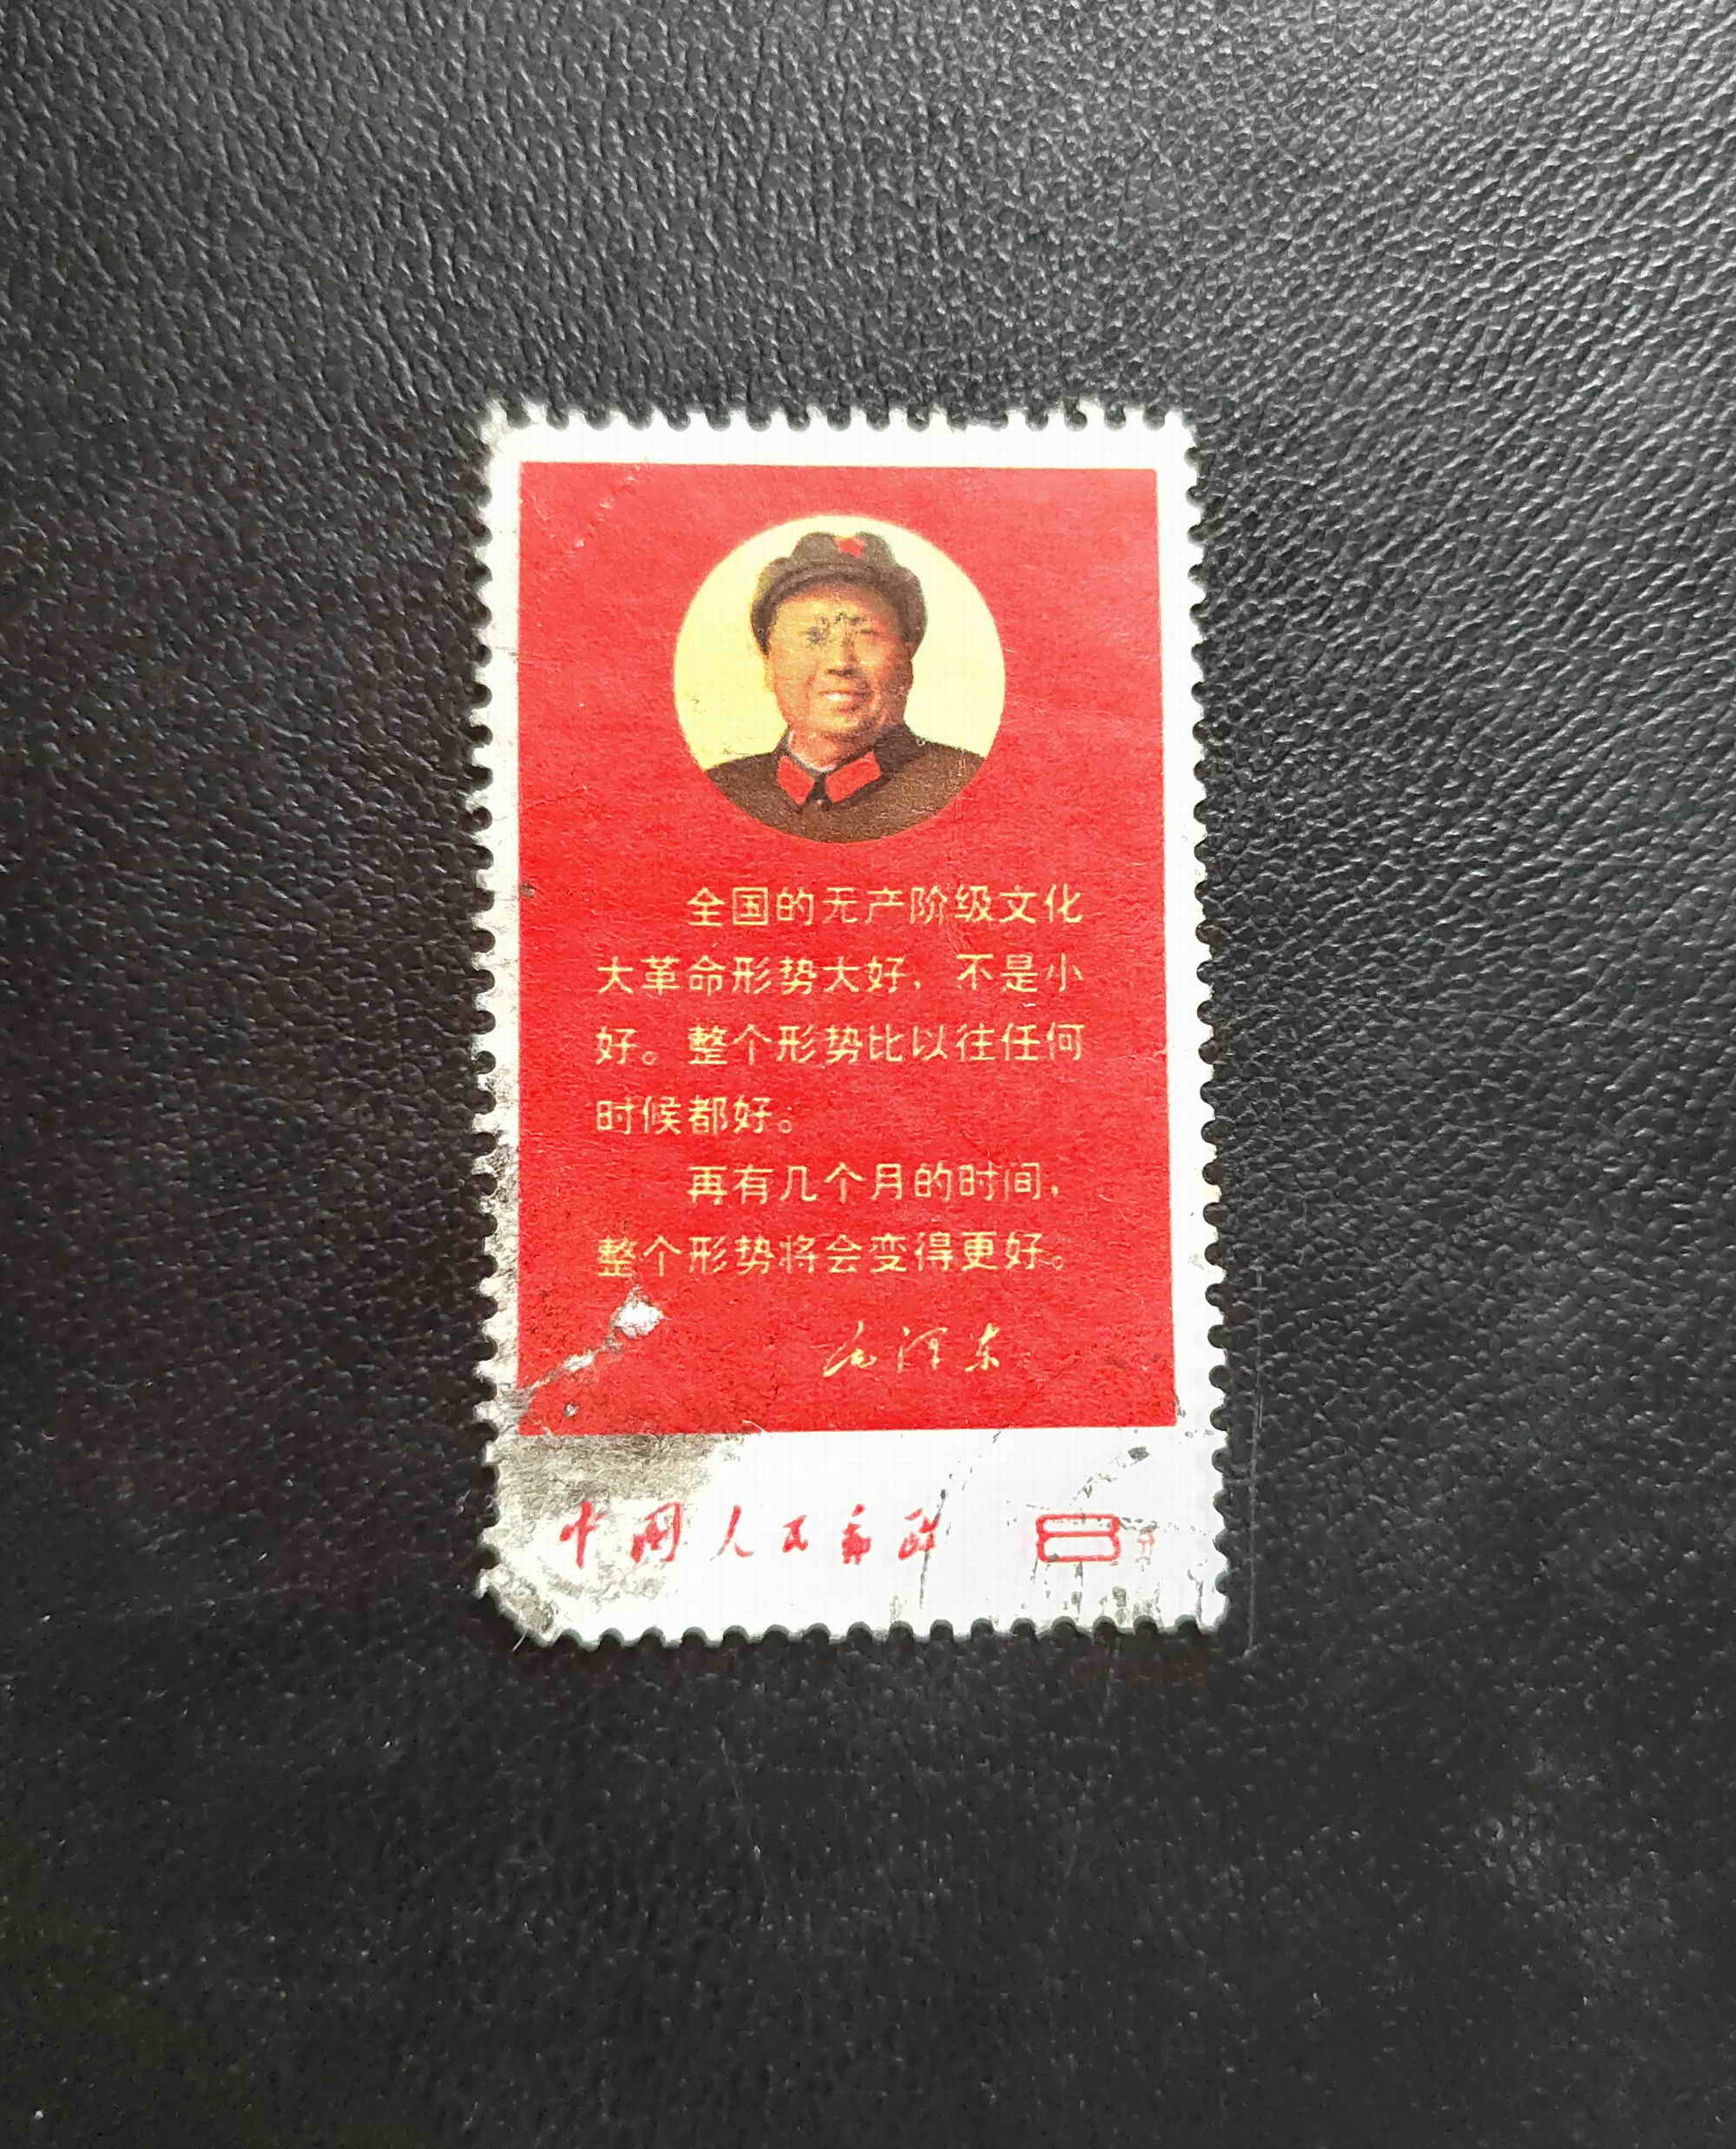 全国的无产阶级文化
大革命形势大好，不是小
好。整个形势比以往任何
时候都好。
再有几个月的时间，
整个形势将会变得更好。
毛泽东
中国人民邮政 8分